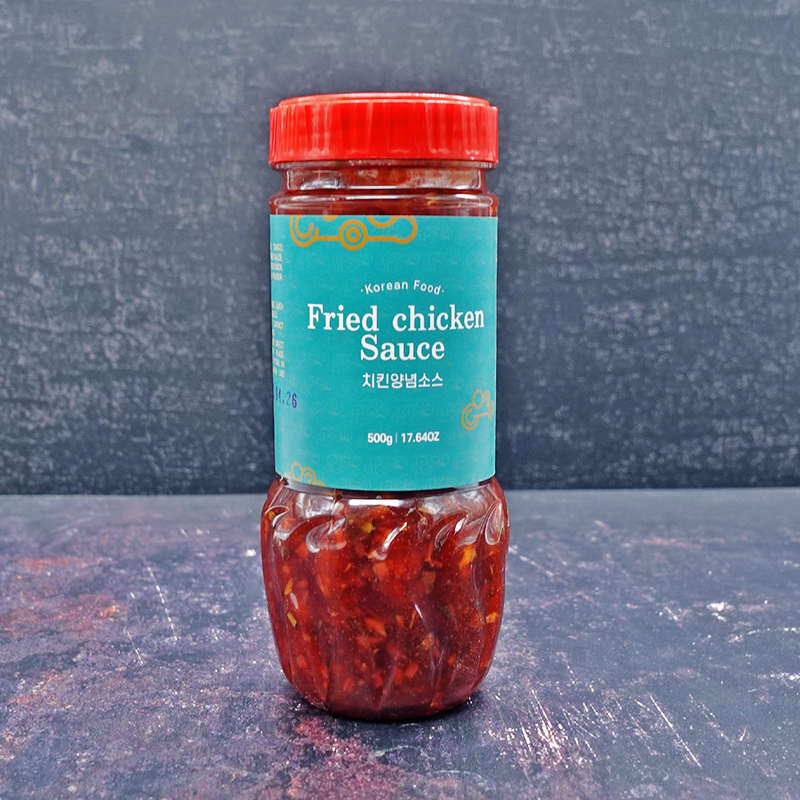 ·Korean Food·
Fried chicken
Sauce
치킨양념소스
500g | 17.64OZ